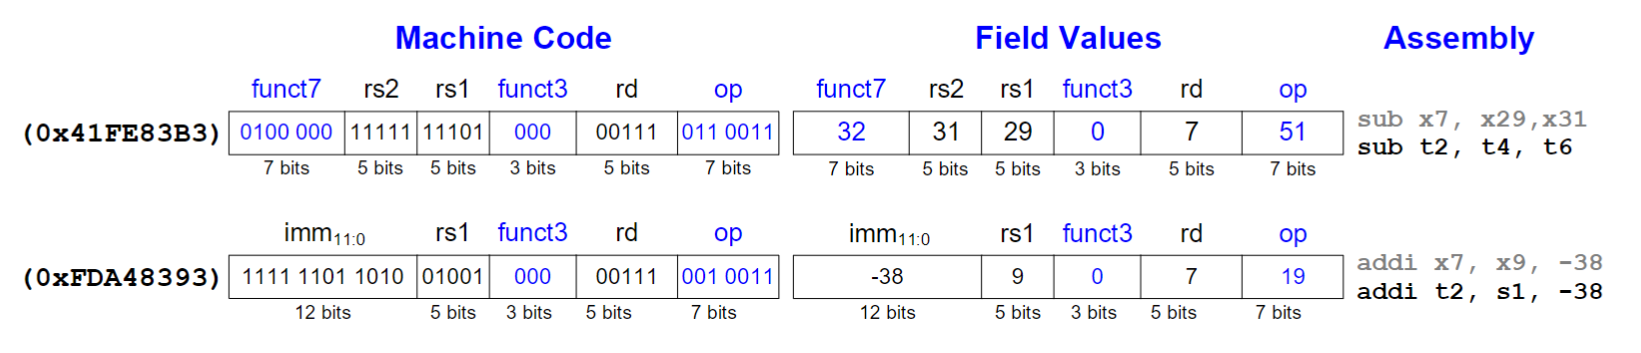 Machine Code Field Values Assembly
funct7 rs2 rs1 funct3 rd op funct7 rs2 rs1 funct3 rd op
(0x41FE83B3) 0100 000 11111 11101 000 00111 011 0011 32 31 29 0 7 51 sub x7, x29,x31
sub t2, t4, t6
7 bits 5 bits 5 bits 3 bits 5 bits 7 bits 7 bits 5 bits 5 bits 3 bits 5 bits 7 bits
imm11:0 rs1 funct3 rd op imm11:0 rs1 funct3 rd op
(0xFDA48393) 1111 1101 1010 01001 000 00111 001 0011 -38 9 0 7 19 addi x7, x9, -38
addi t2, s1, -38
12 bits 5 bits 3 bits 5 bits 7 bits 12 bits 5 bits 3 bits 5 bits 7 bits